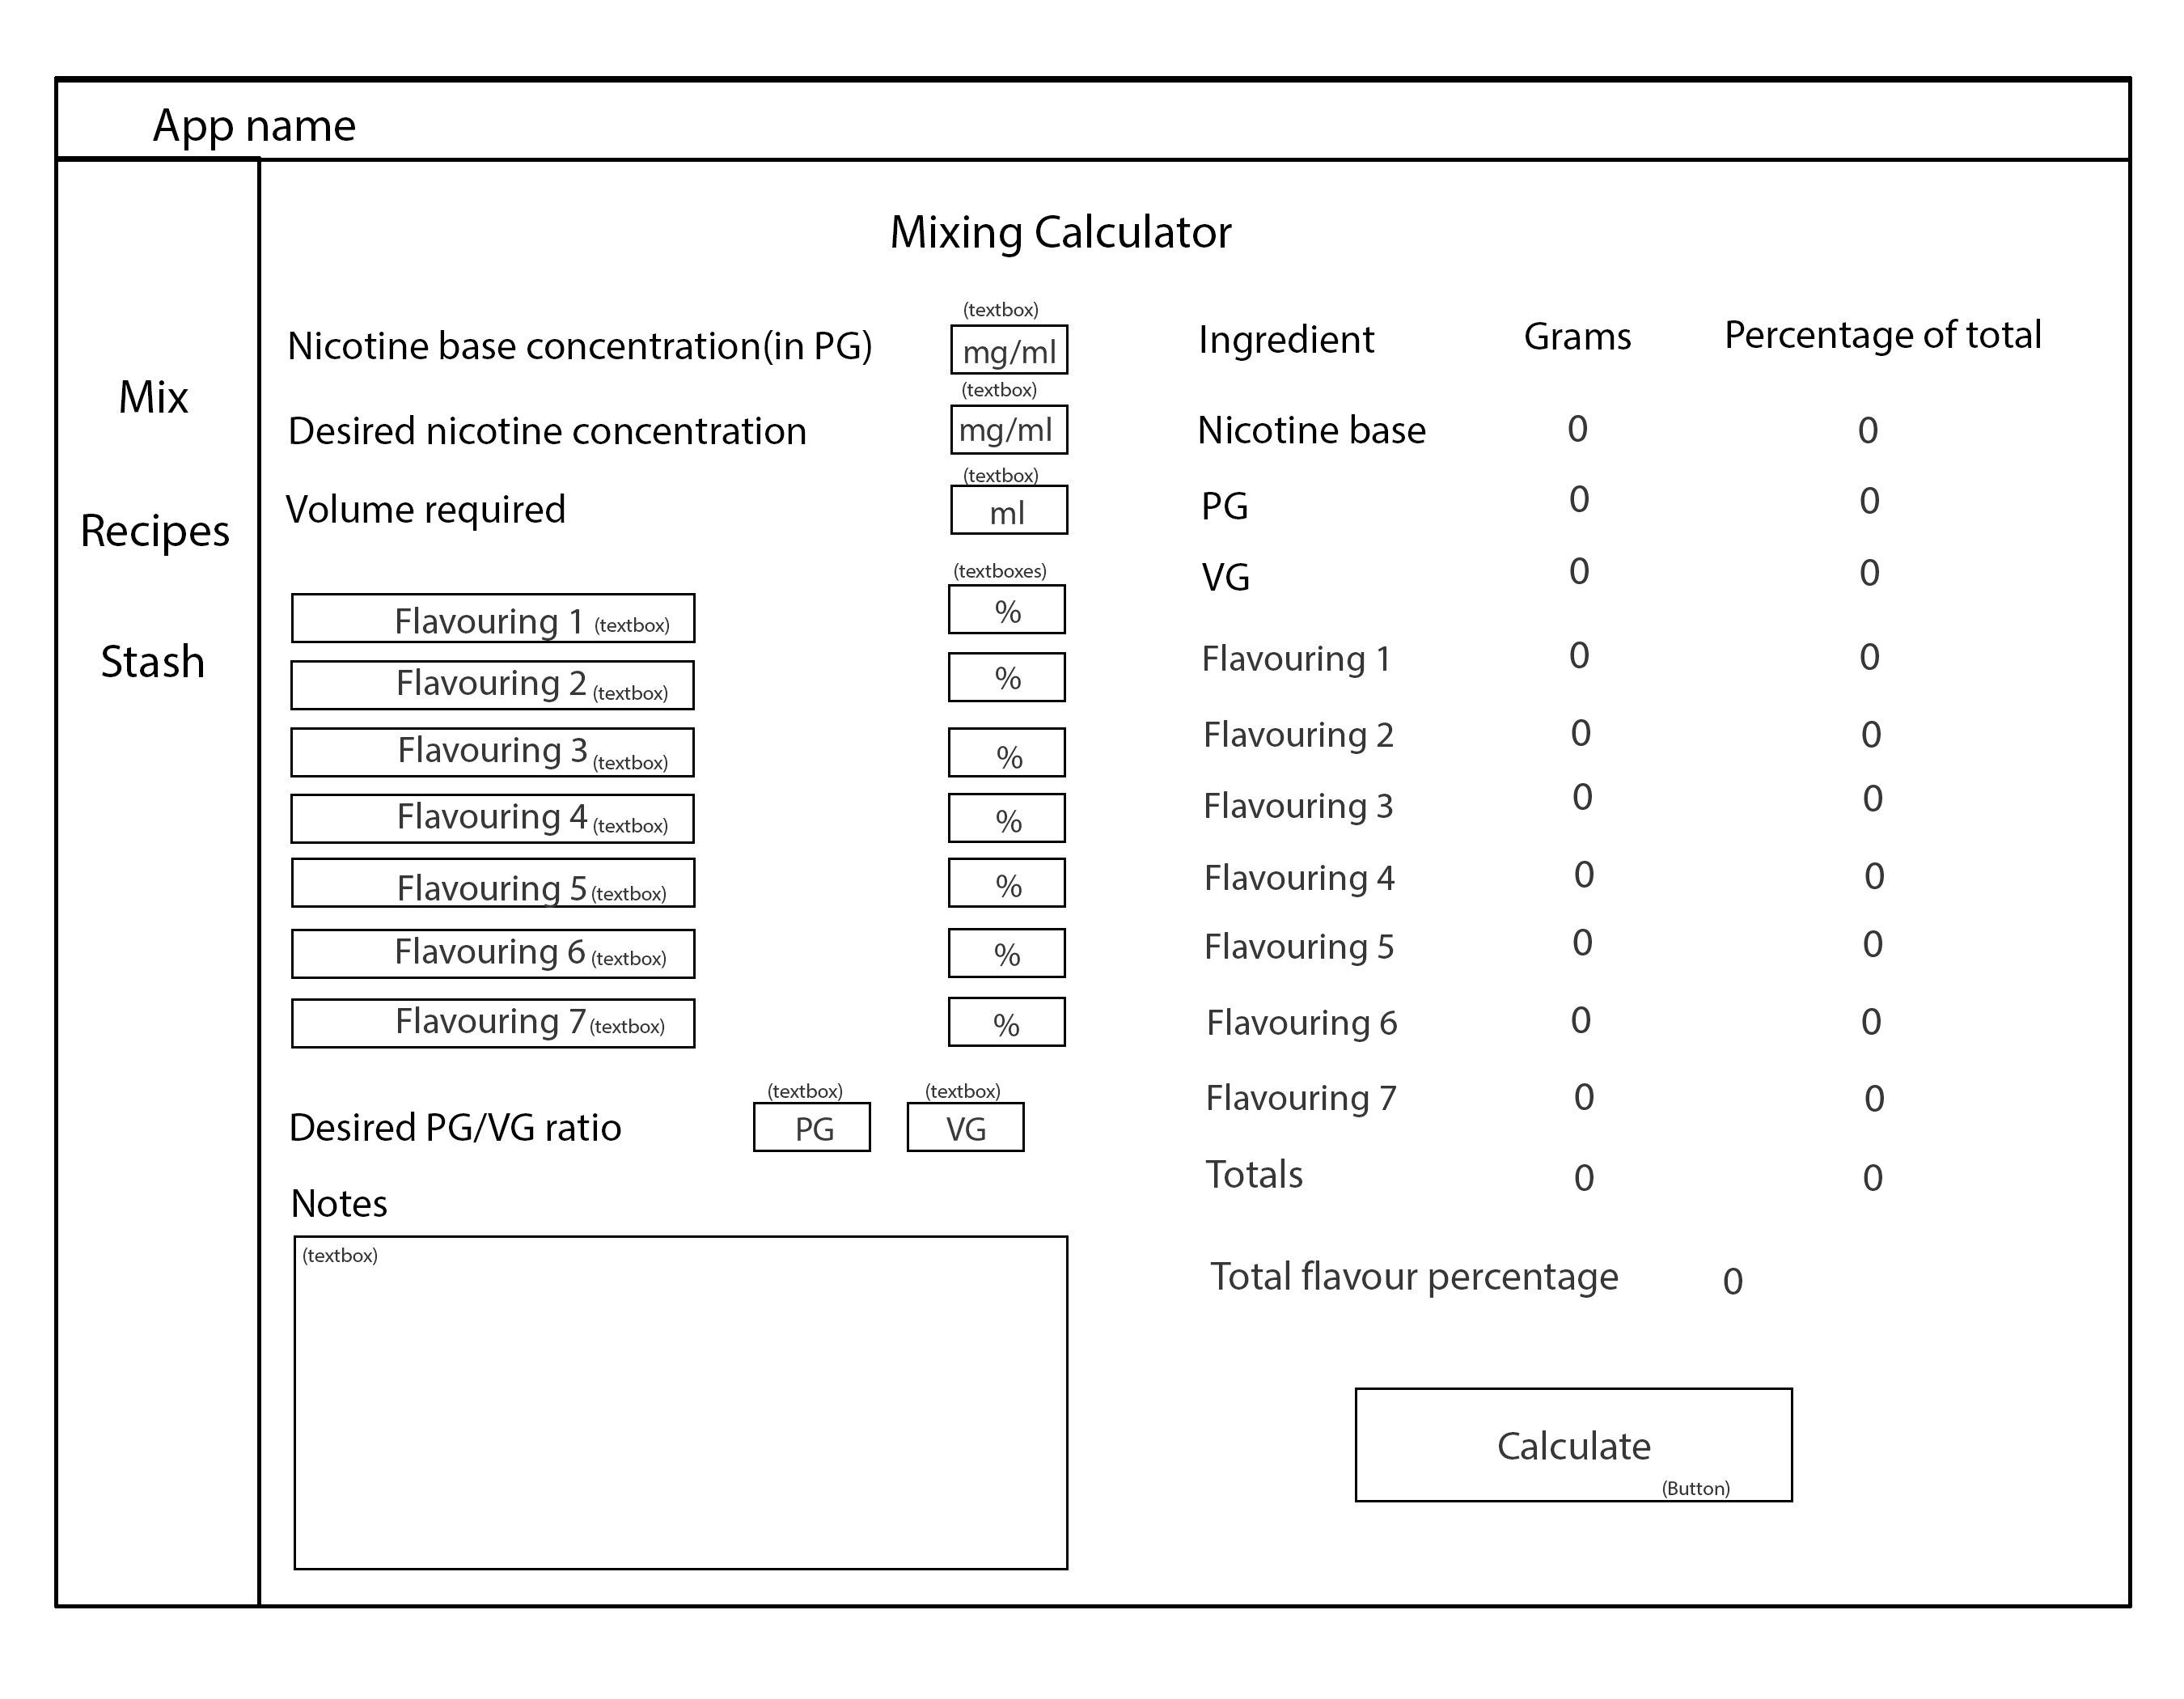 App name
Mix
Recipes
Stash
Mixing Calculator
(textbox)
Nicotine base concentration(in PG) mg/ml
(textbox)
Desired nicotine concentration mg/ml
(textbox)
Volume required ml
(textboxes)
Flavouring 1 (textbox) %
Flavouring 2 (textbox) %
Flavouring 3 (textbox) %
Flavouring 4 (textbox) %
Flavouring 5 (textbox) %
Flavouring 6 (textbox) %
Flavouring 7 (textbox) %
(textbox) (textbox)
Desired PG/VG ratio PG VG
Notes
(textbox)
Ingredient Grams Percentage of total
Nicotine base 0 0
PG 0 0
VG 0 0
Flavouring 1 0 0
Flavouring 2 0 0
Flavouring 3 0 0
Flavouring 4 0 0
Flavouring 5 0 0
Flavouring 6 0 0
Flavouring 7 0 0
Totals 0 0
Total flavour percentage 0
Calculate
(Button)